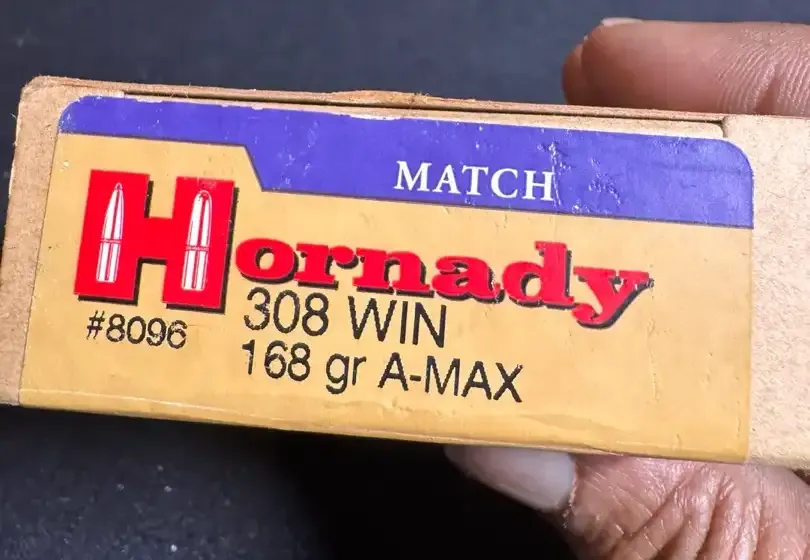 MATCH
Hornady
308 WIN
#8096
168 gr A-MAX